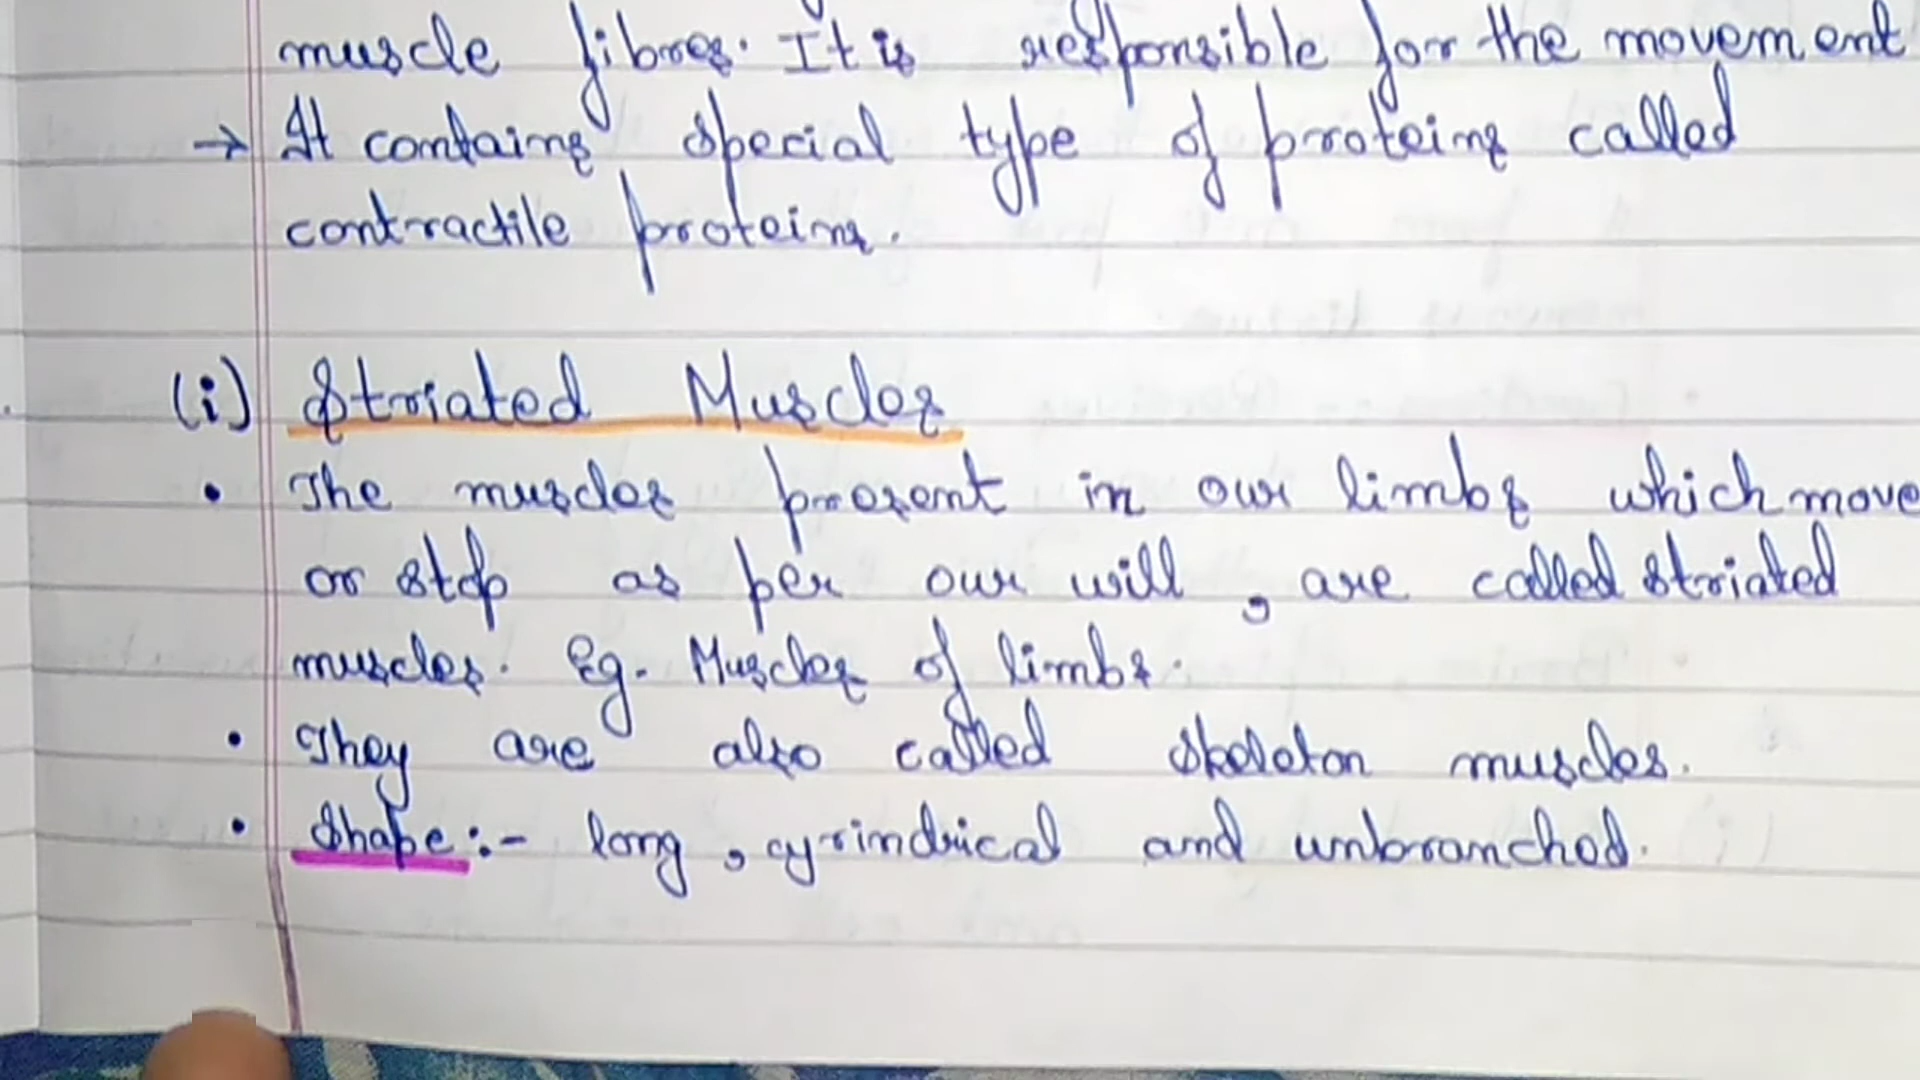 muscle fibres. It is responsible for the movement
→ It contains special type of proteins called
contractile proteins.
(i) Striated Muscles
• The muscles present in our limbs which move
or stop as per our will, are called striated
muscles. Eg. Muscles of limbs.
• They are also called skeleton muscles.
• Shape:- long, cyrindrical and unbranched.